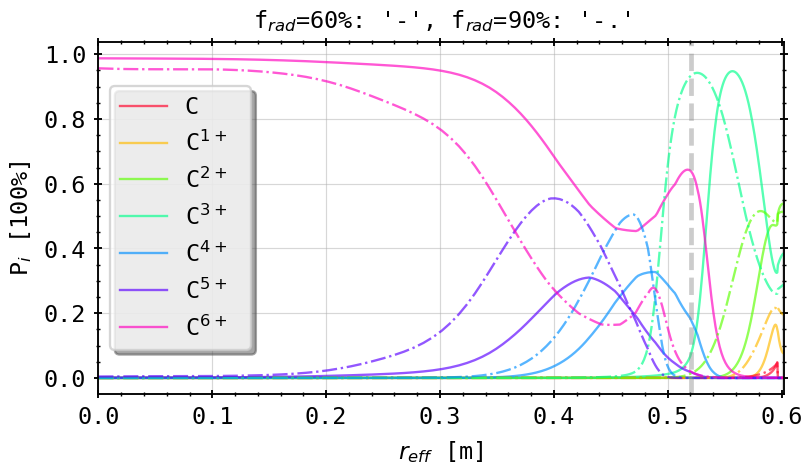 f_rad=60%: '-', f_rad=90%: '-.'
1.0
0.8
0.6
0.4
0.2
0.0
P_i [100%]
C
C^1+
C^2+
C^3+
C^4+
C^5+
C^6+
0.0 0.1 0.2 0.3 0.4 0.5 0.6
r_eff [m]